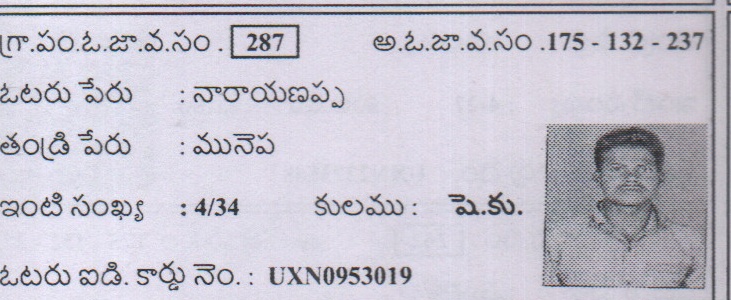 గ్రా.పం.ఓ.జా.వ.సం . 287 అ.ఓ.జా.వ.సం .175 - 132 - 237
ఓటరు పేరు : నారాయణప్ప
తండ్రి పేరు : మునెప
ఇంటి సంఖ్య : 4/34 కులము : షె.కు.
ఓటరు ఐడి. కార్డు నెం. : UXN0953019